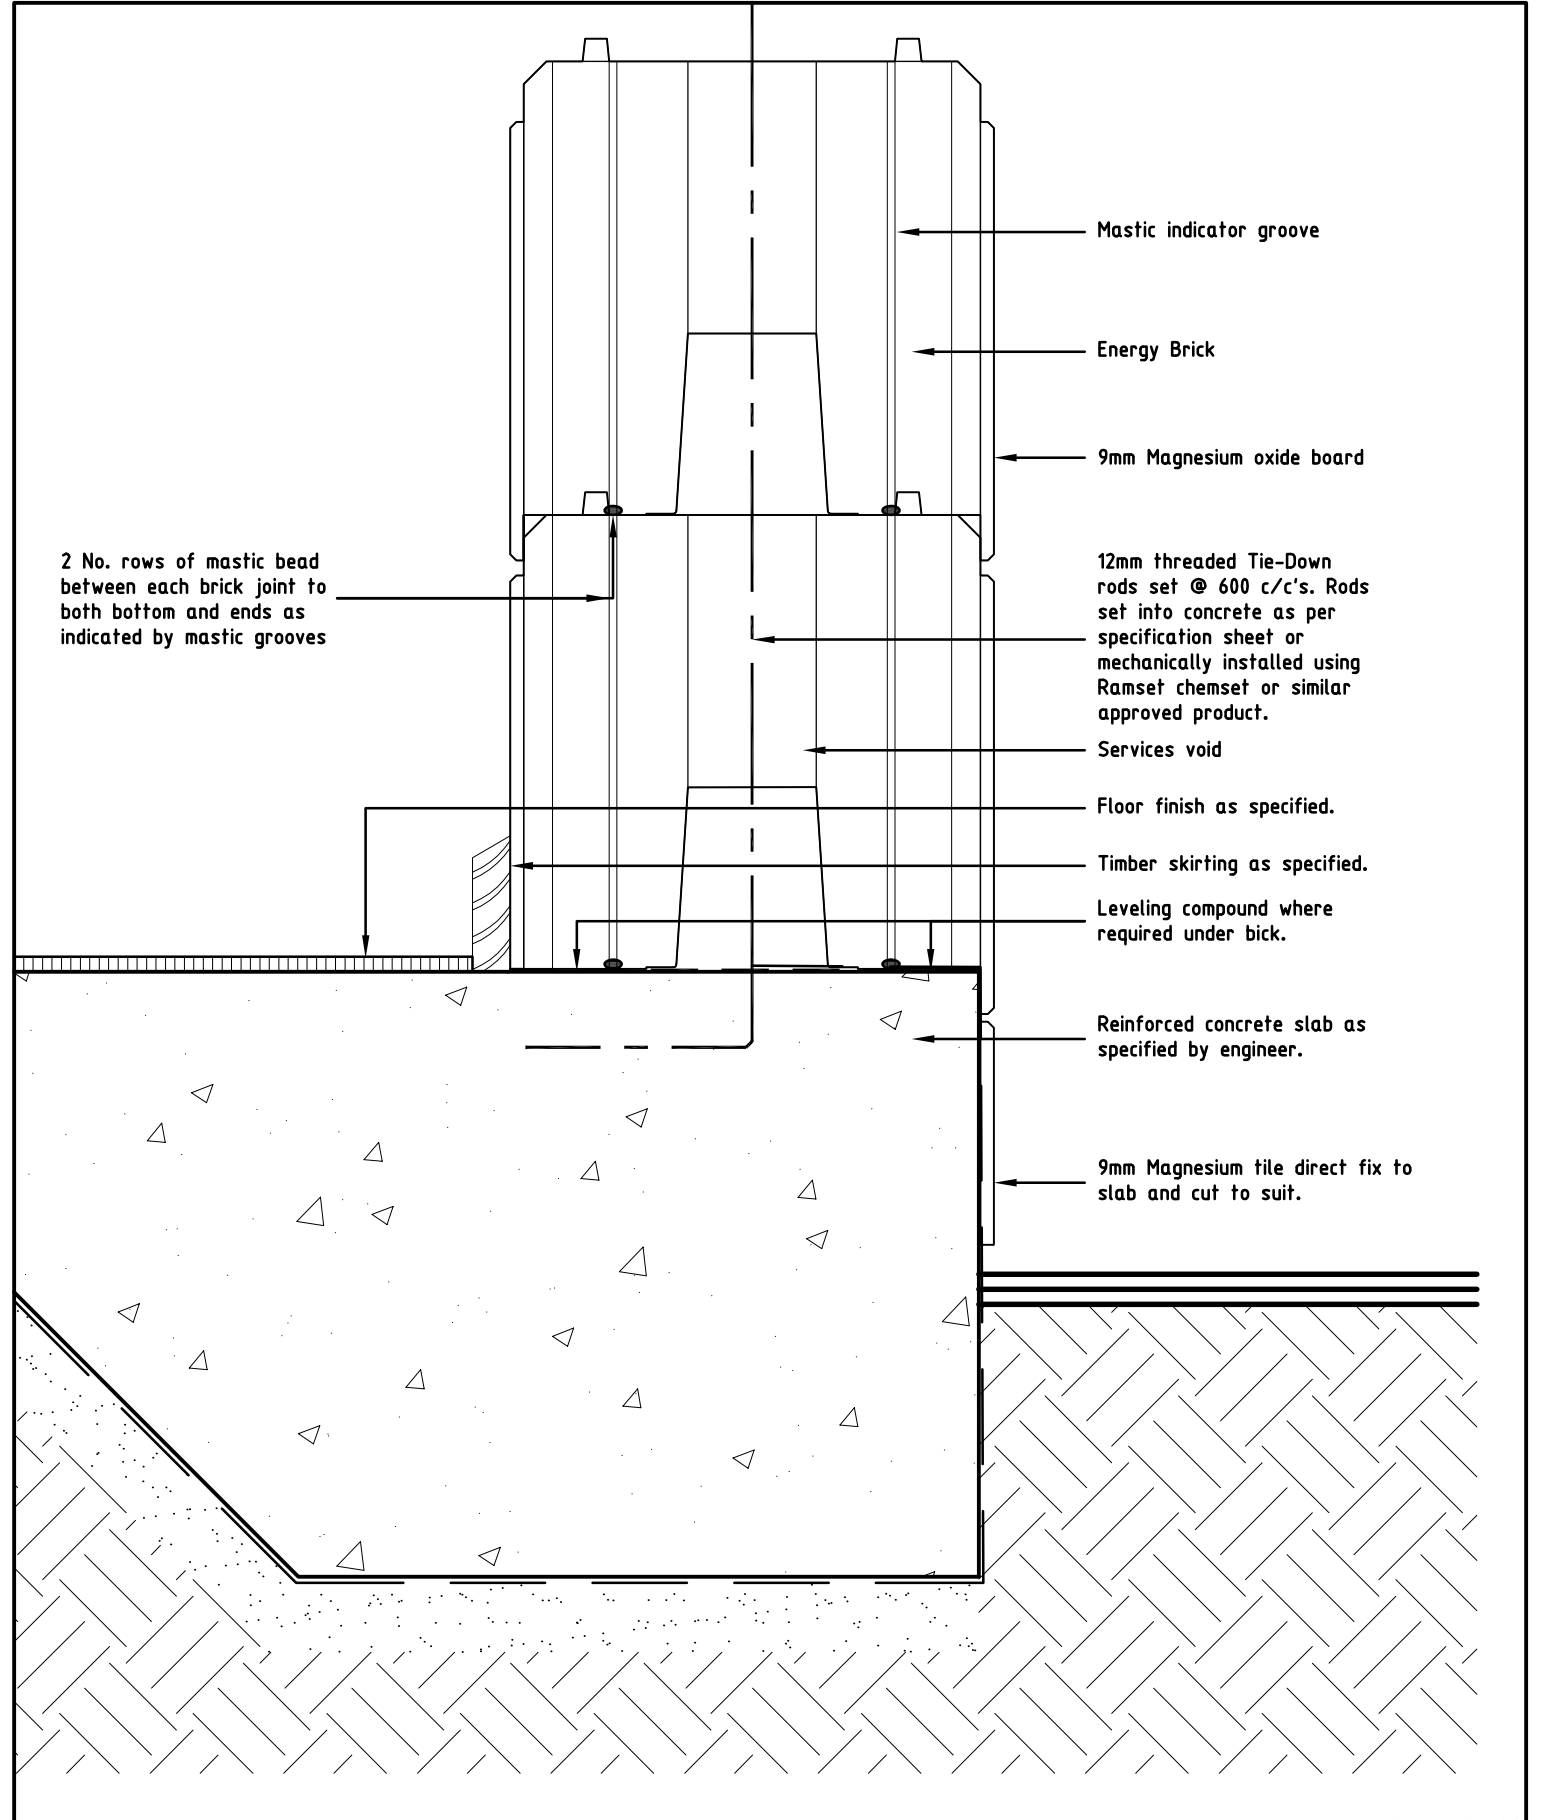 Mastic indicator groove
Energy Brick
9mm Magnesium oxide board
2 No. rows of mastic bead
between each brick joint to
both bottom and ends as
indicated by mastic grooves
12mm threaded Tie-Down
rods set @ 600 c/c's. Rods
set into concrete as per
specification sheet or
mechanically installed using
Ramset chemset or similar
approved product.
Services void
Floor finish as specified.
Timber skirting as specified.
Leveling compound where
required under bick.
Reinforced concrete slab as
specified by engineer.
9mm Magnesium tile direct fix to
slab and cut to suit.